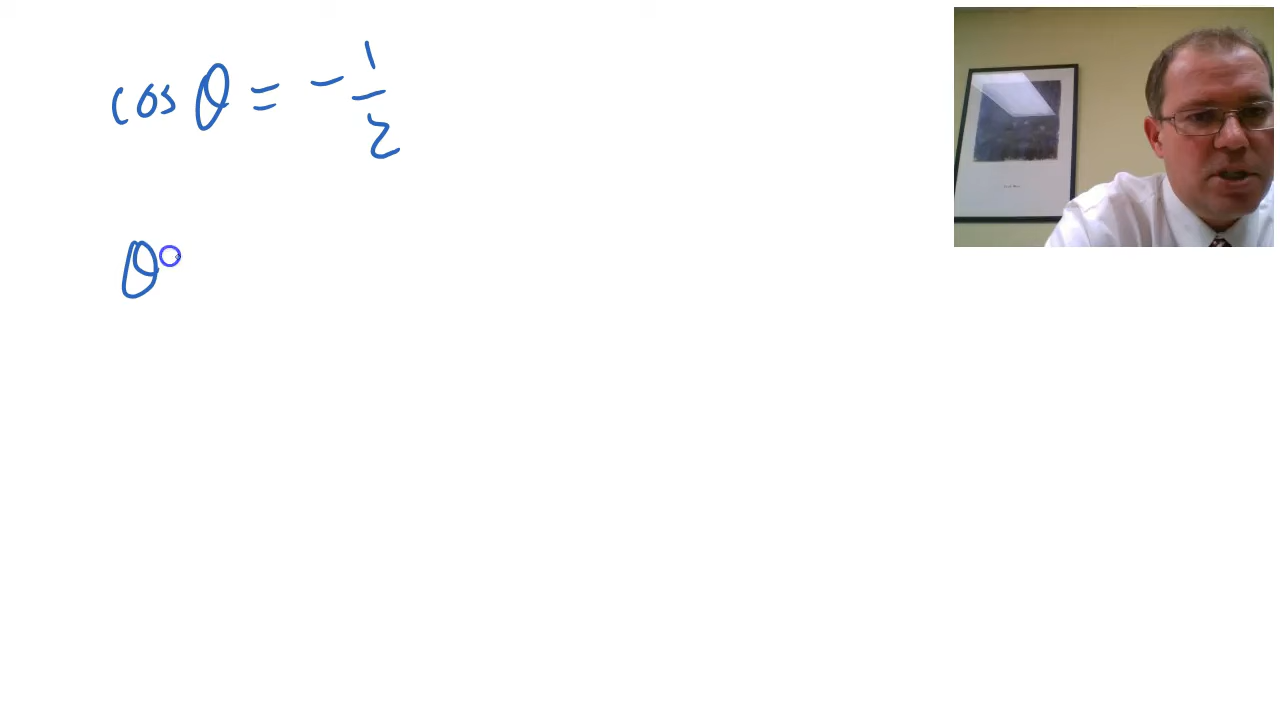 cos θ = - 1/2
θ